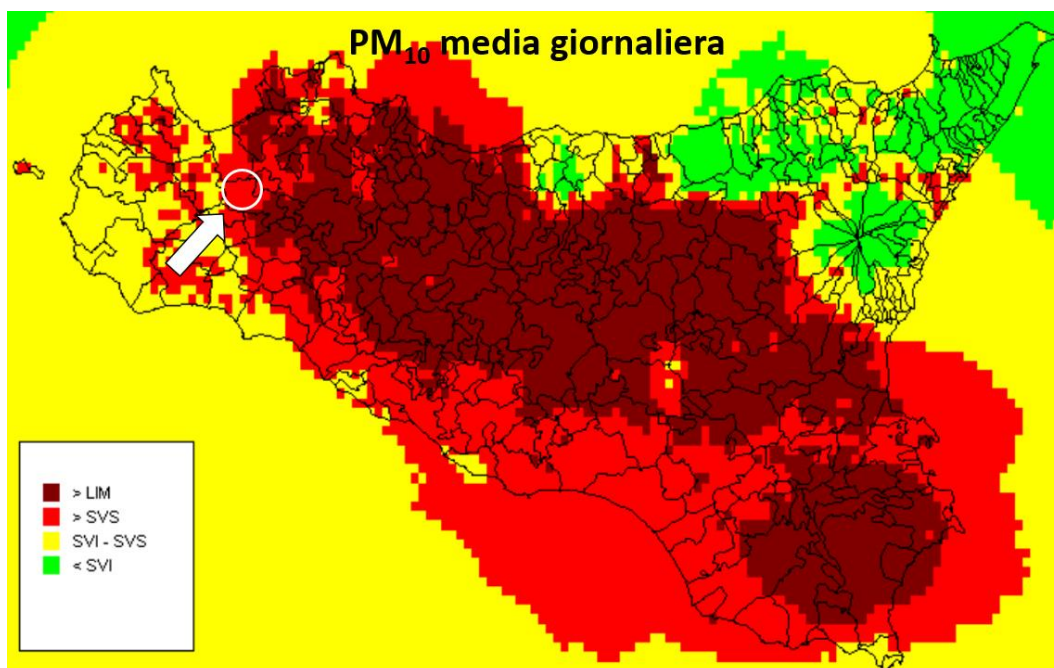 PM₁₀ media giornaliera
> LIM
> SVS
SVI - SVS
< SVI